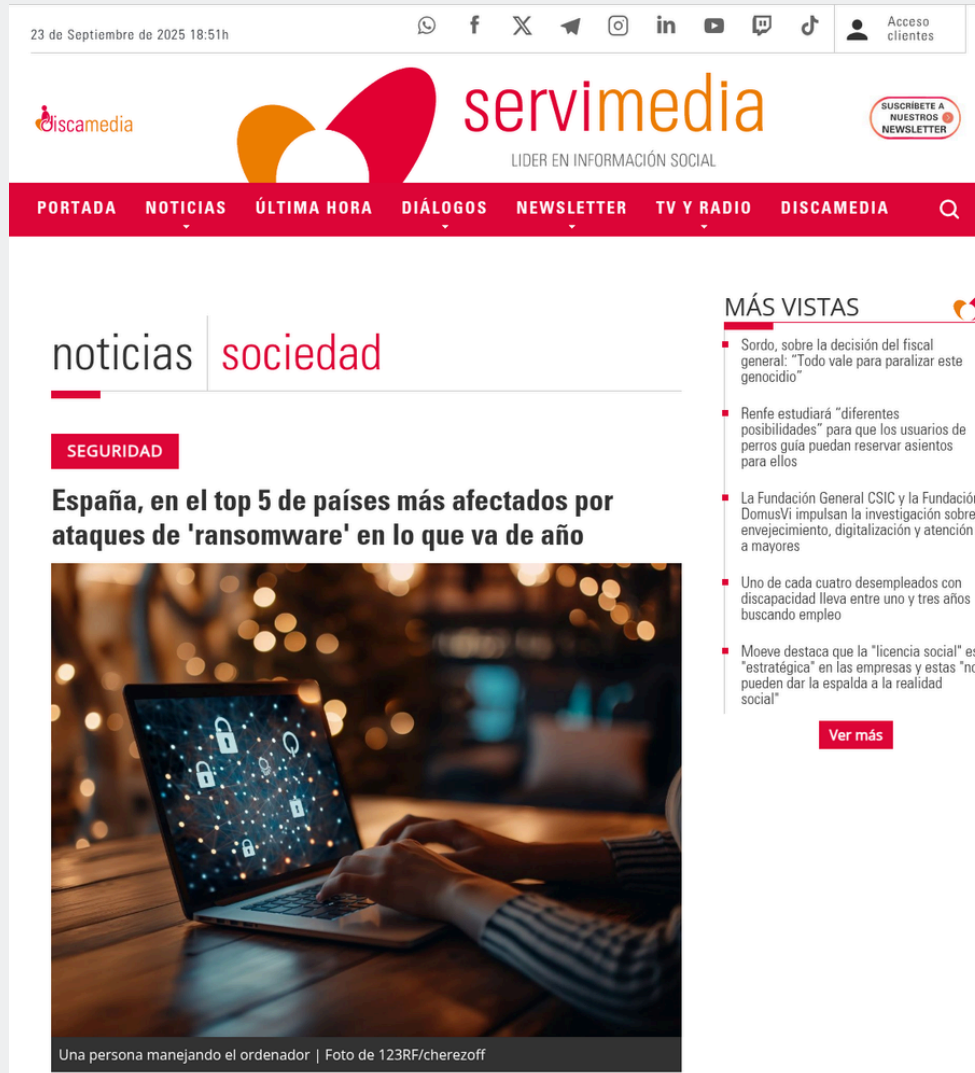 23 de Septiembre de 2025 18:51h
Acceso
clientes
discamedia
servimedia
LIDER EN INFORMACIÓN SOCIAL
SUSCRÍBETE A
NUESTROS
NEWSLETTER
PORTADA NOTICIAS ÚLTIMA HORA DIÁLOGOS NEWSLETTER TV Y RADIO DISCAMEDIA
noticias sociedad
SEGURIDAD
España, en el top 5 de países más afectados por
ataques de 'ransomware' en lo que va de año
Una persona manejando el ordenador | Foto de 123RF/cherezoff
MÁS VISTAS
Sordo, sobre la decisión del fiscal
general: “Todo vale para paralizar este
genocidio”
Renfe estudiará “diferentes
posibilidades” para que los usuarios de
perros guía puedan reservar asientos
para ellos
La Fundación General CSIC y la Fundación
DomusVi impulsan la investigación sobre
envejecimiento, digitalización y atención
a mayores
Uno de cada cuatro desempleados con
discapacidad lleva entre uno y tres años
buscando empleo
Moeve destaca que la "licencia social" es
"estratégica" en las empresas y estas "no
pueden dar la espalda a la realidad
social"
Ver más